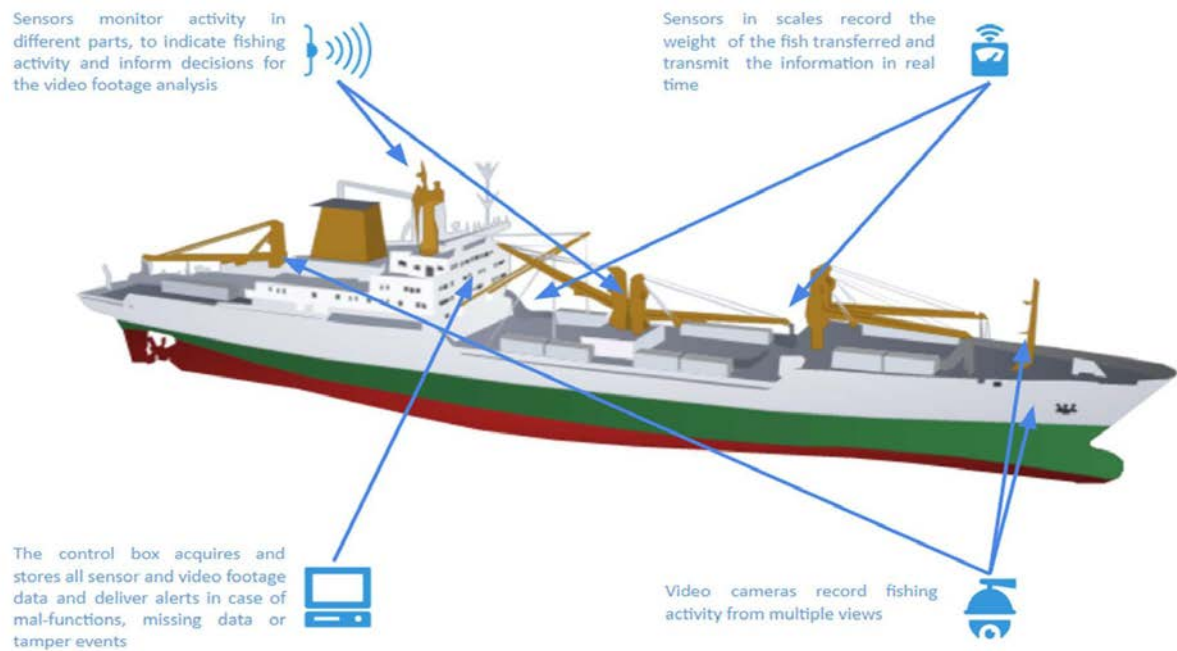 Sensors monitor activity in
different parts, to indicate fishing
activity and inform decisions for
the video footage analysis
Sensors in scales record the
weight of the fish transferred and
transmit the information in real
time
The control box acquires and
stores all sensor and video footage
data and deliver alerts in case of
mal-functions, missing data or
tamper events
Video cameras record fishing
activity from multiple views